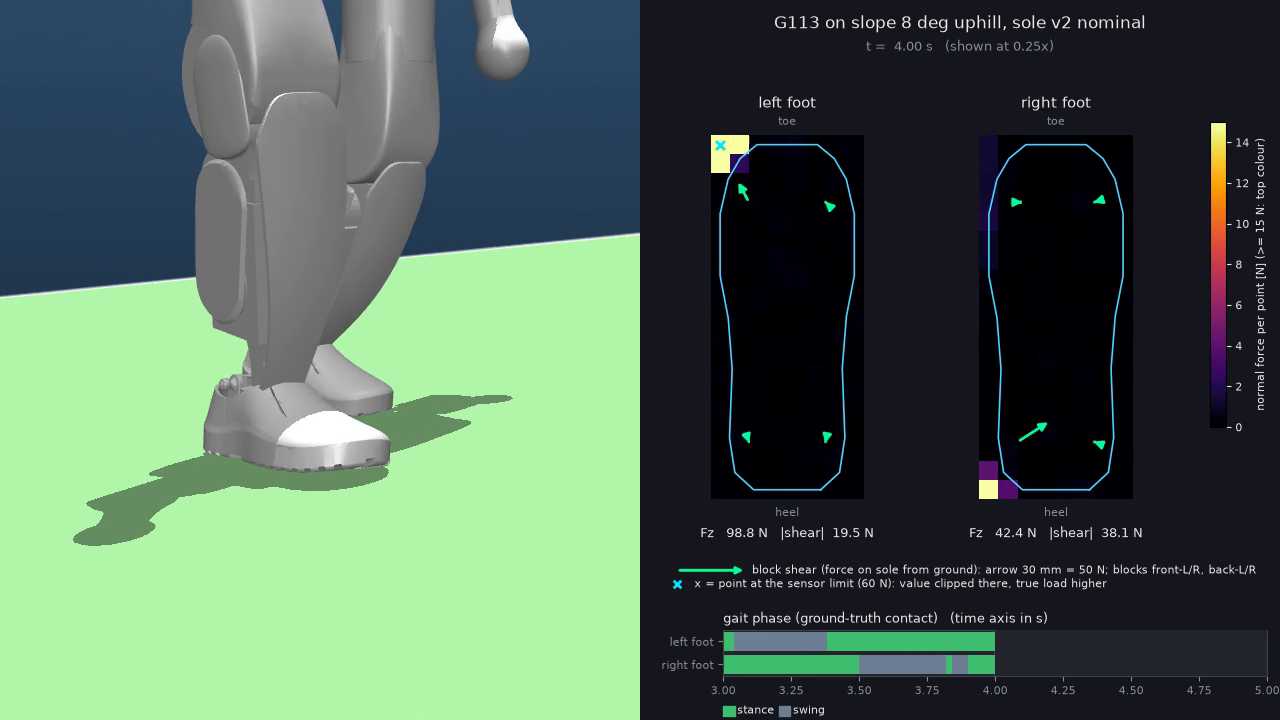 G113 on slope 8 deg uphill, sole v2 nominal
t =  4.00 s   (shown at 0.25x)
left foot
right foot
toe
toe
14
12
10
8
6
4
2
0
normal force per point [N] (>= 15 N: top colour)
heel
heel
Fz   98.8 N   |shear|  19.5 N
Fz   42.4 N   |shear|  38.1 N
block shear (force on sole from ground): arrow 30 mm = 50 N; blocks front-L/R, back-L/R
x = point at the sensor limit (60 N): value clipped there, true load higher
gait phase (ground-truth contact)   (time axis in s)
left foot
right foot
3.00 3.25 3.50 3.75 4.00 4.25 4.50 4.75 5.00
stance swing